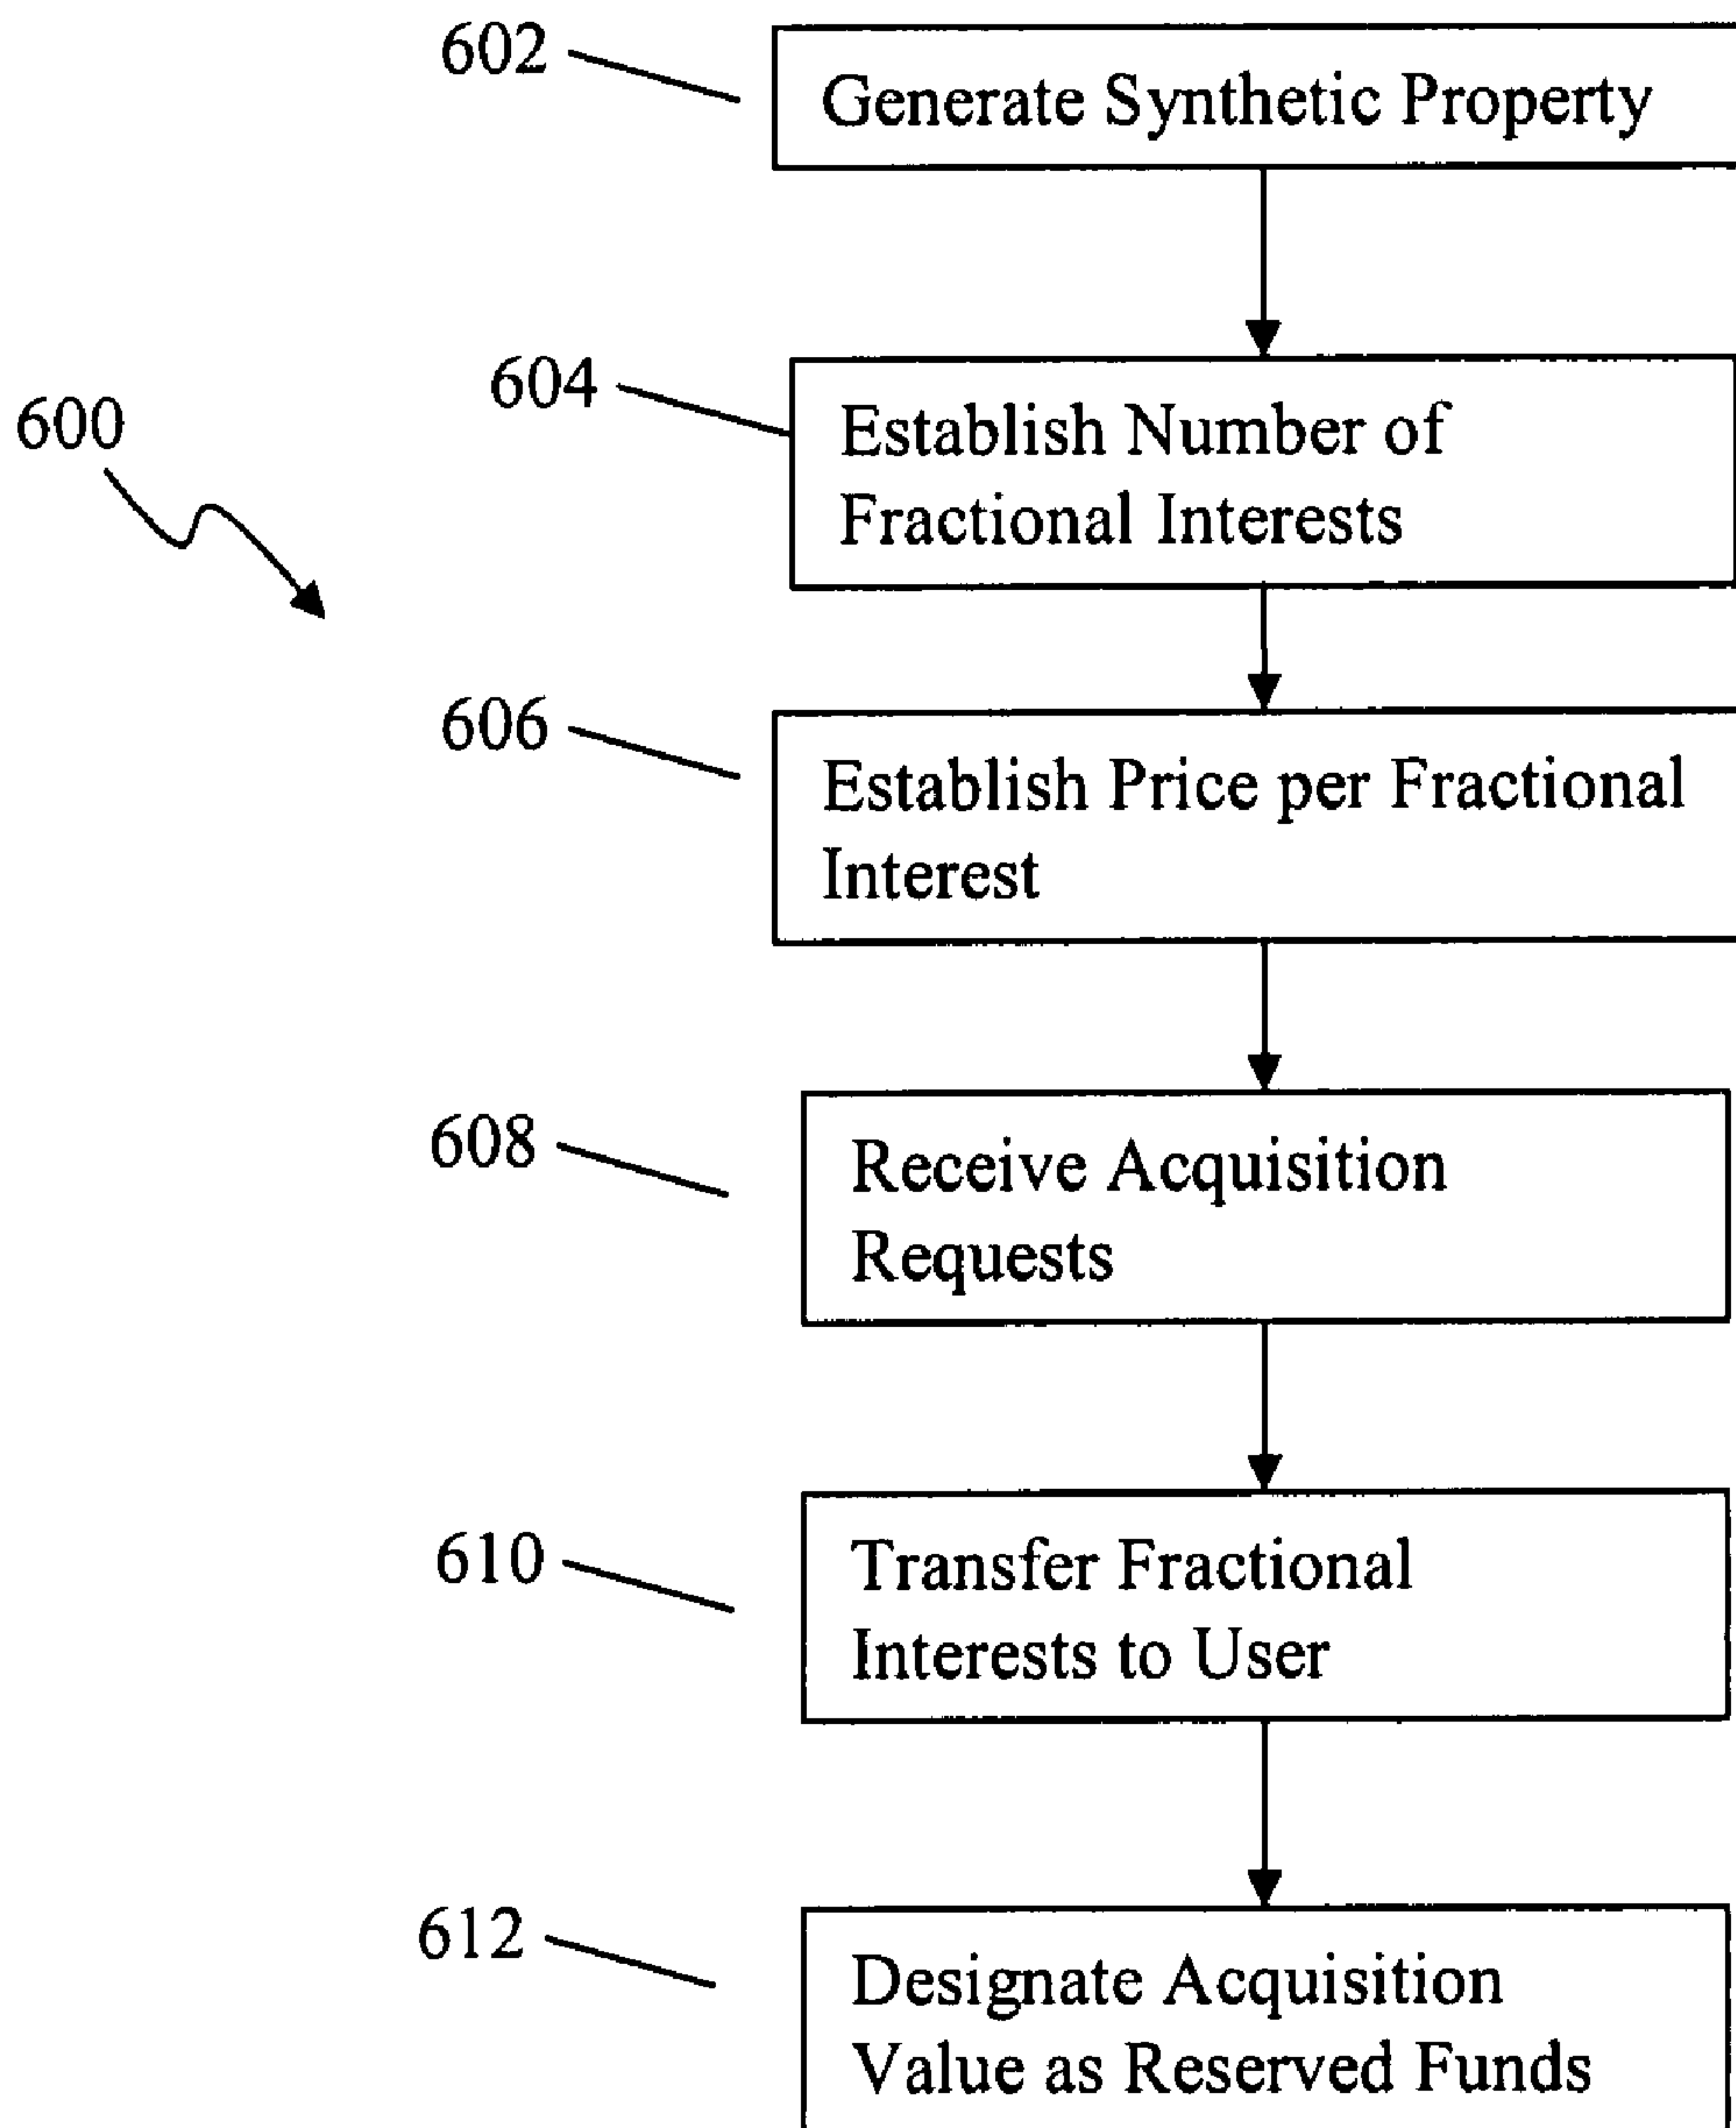 602
Generate Synthetic Property
604
Establish Number of
Fractional Interests
600
606
Establish Price per Fractional
Interest
608
Receive Acquisition
Requests
610
Transfer Fractional
Interests to User
612
Designate Acquisition
Value as Reserved Funds